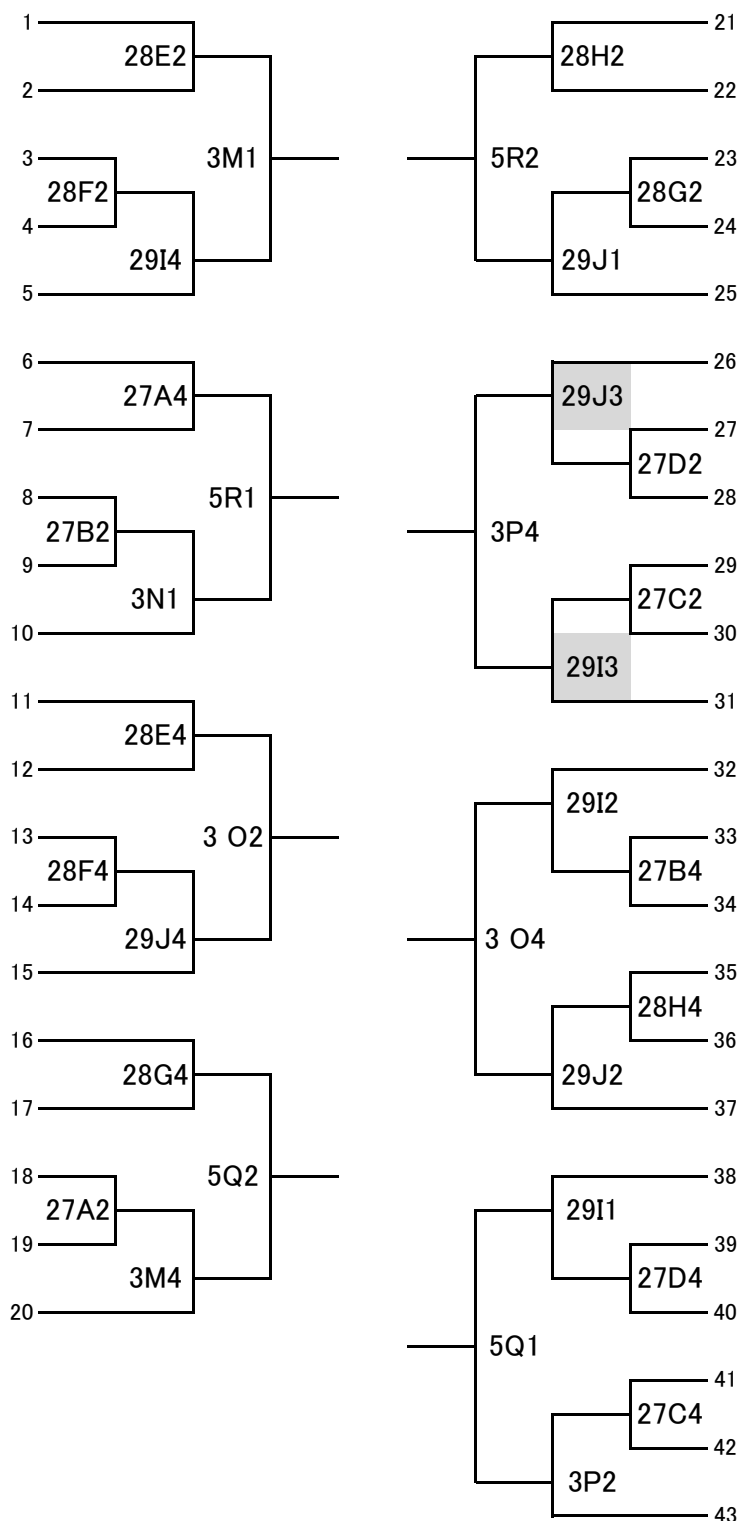 1
28E2
2
3
3M1
28F2
4
29I4
5
6
27A4
7
8
5R1
27B2
9
3N1
10
11
28E4
12
13
3 O2
28F4
14
29J4
15
16
28G4
17
18
5Q2
27A2
19
3M4
20
21
28H2
22
5R2
23
28G2
24
29J1
25
26
29J3
27
27D2
28
3P4
29
27C2
30
29I3
31
32
29I2
33
27B4
34
3 O4
35
28H4
36
29J2
37
38
29I1
39
27D4
40
5Q1
41
27C4
42
3P2
43